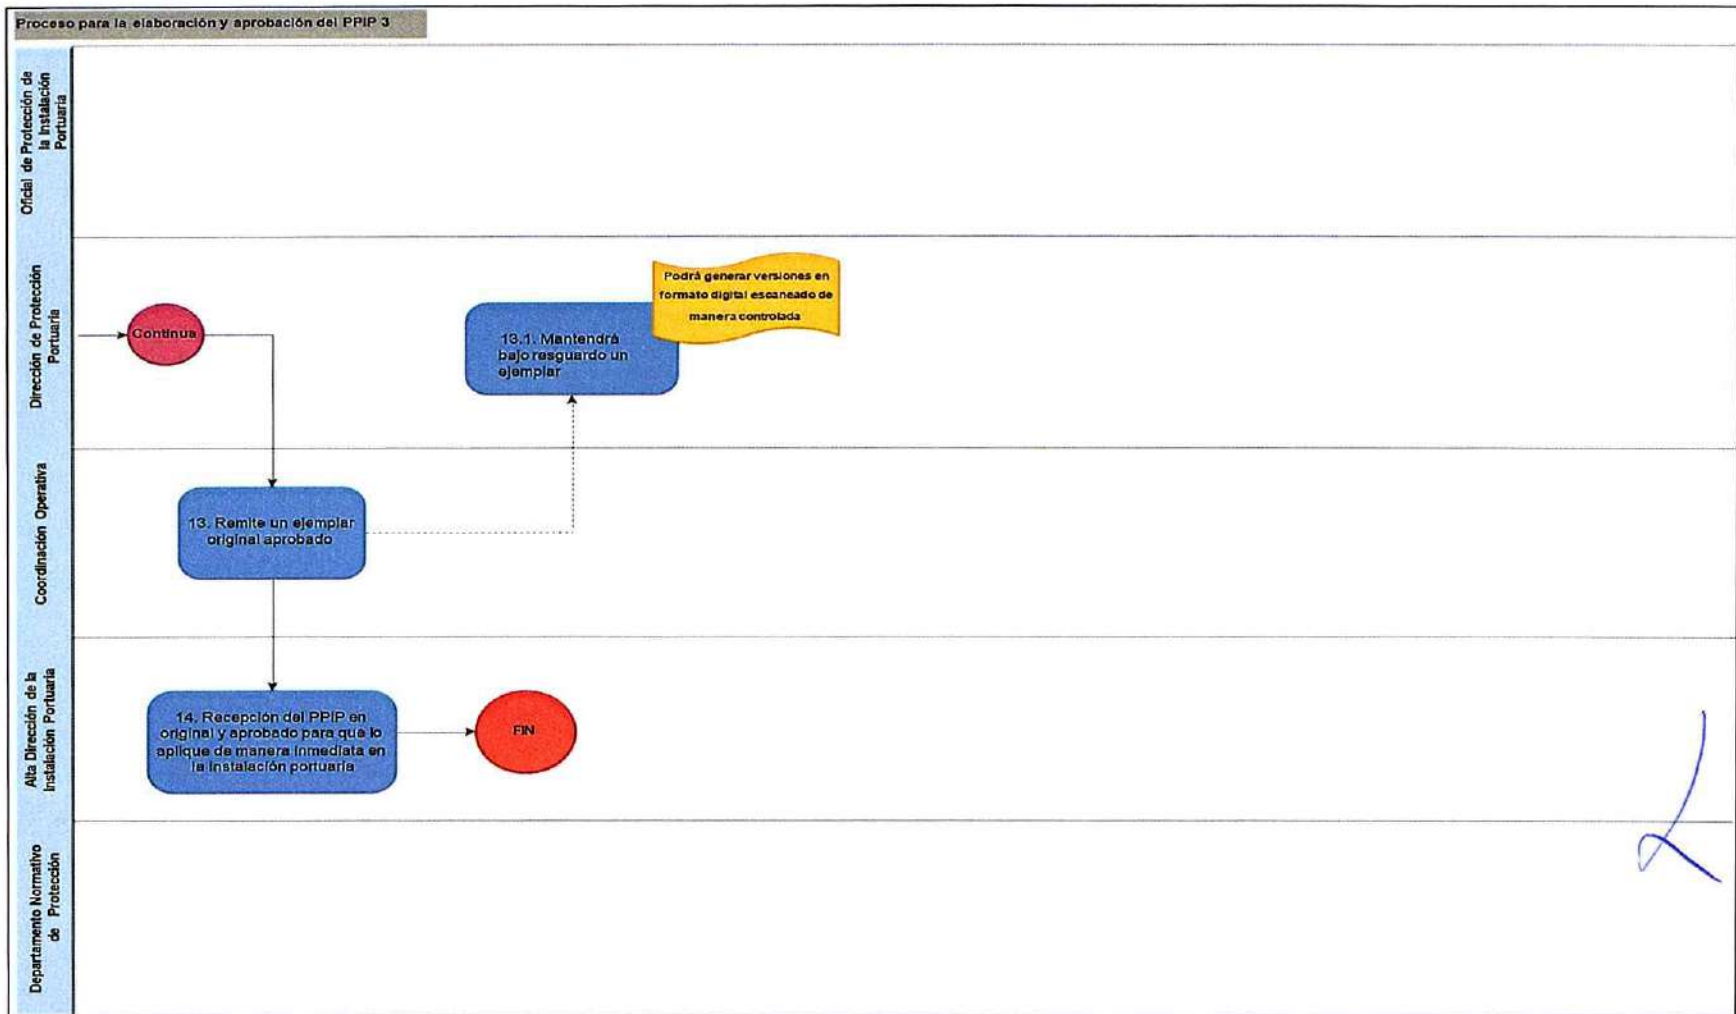 Proceso para la elaboración y aprobación del PPIP 3
Oficial de Protección de
la Instalación
Portuaria
Dirección de Protección
Portuaria
Continua
13.1. Mantendrá
bajo resguardo un
ejemplar
Podrá generar versiones en
formato digital escaneado de
manera controlada
Coordinación Operativa
13. Remite un ejemplar
original aprobado
Alta Dirección de la
Instalación Portuaria
14. Recepción del PPIP en
original y aprobado para que lo
aplique de manera inmediata en
la instalación portuaria
FIN
Departamento Normativo
de Protección